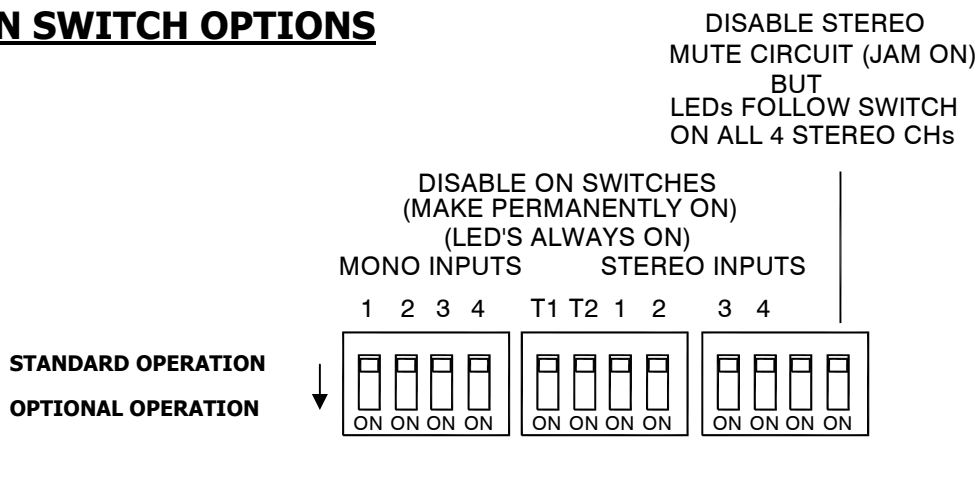 N SWITCH OPTIONS
DISABLE STEREO
MUTE CIRCUIT (JAM ON)
BUT
LEDs FOLLOW SWITCH
ON ALL 4 STEREO CHs
DISABLE ON SWITCHES
(MAKE PERMANENTLY ON)
(LED'S ALWAYS ON)
MONO INPUTS STEREO INPUTS
1 2 3 4 T1 T2 1 2 3 4
STANDARD OPERATION
OPTIONAL OPERATION
ON ON ON ON ON ON ON ON ON ON ON ON